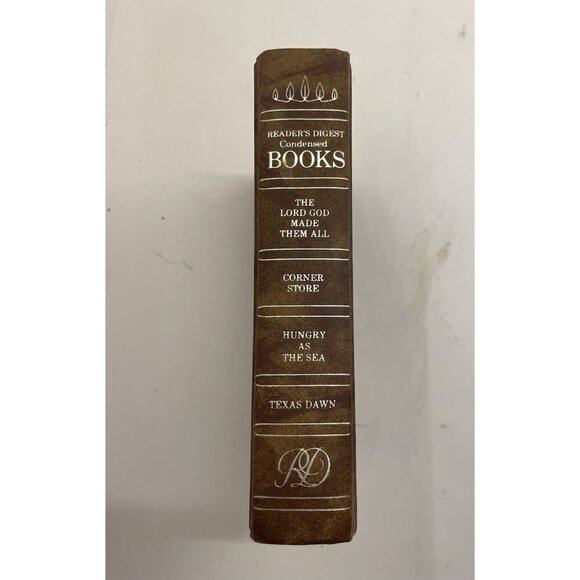 READER'S DIGEST
Condensed
BOOKS
THE
LORD GOD
MADE
THEM ALL
CORNER
STORE
HUNGRY
AS
THE SEA
TEXAS DAWN
RD